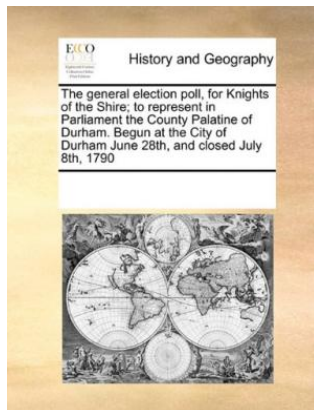 ECCO
History and Geography
The general election poll, for Knights
of the Shire; to represent in
Parliament the County Palatine of
Durham. Begun at the City of
Durham June 28th, and closed July
8th, 1790